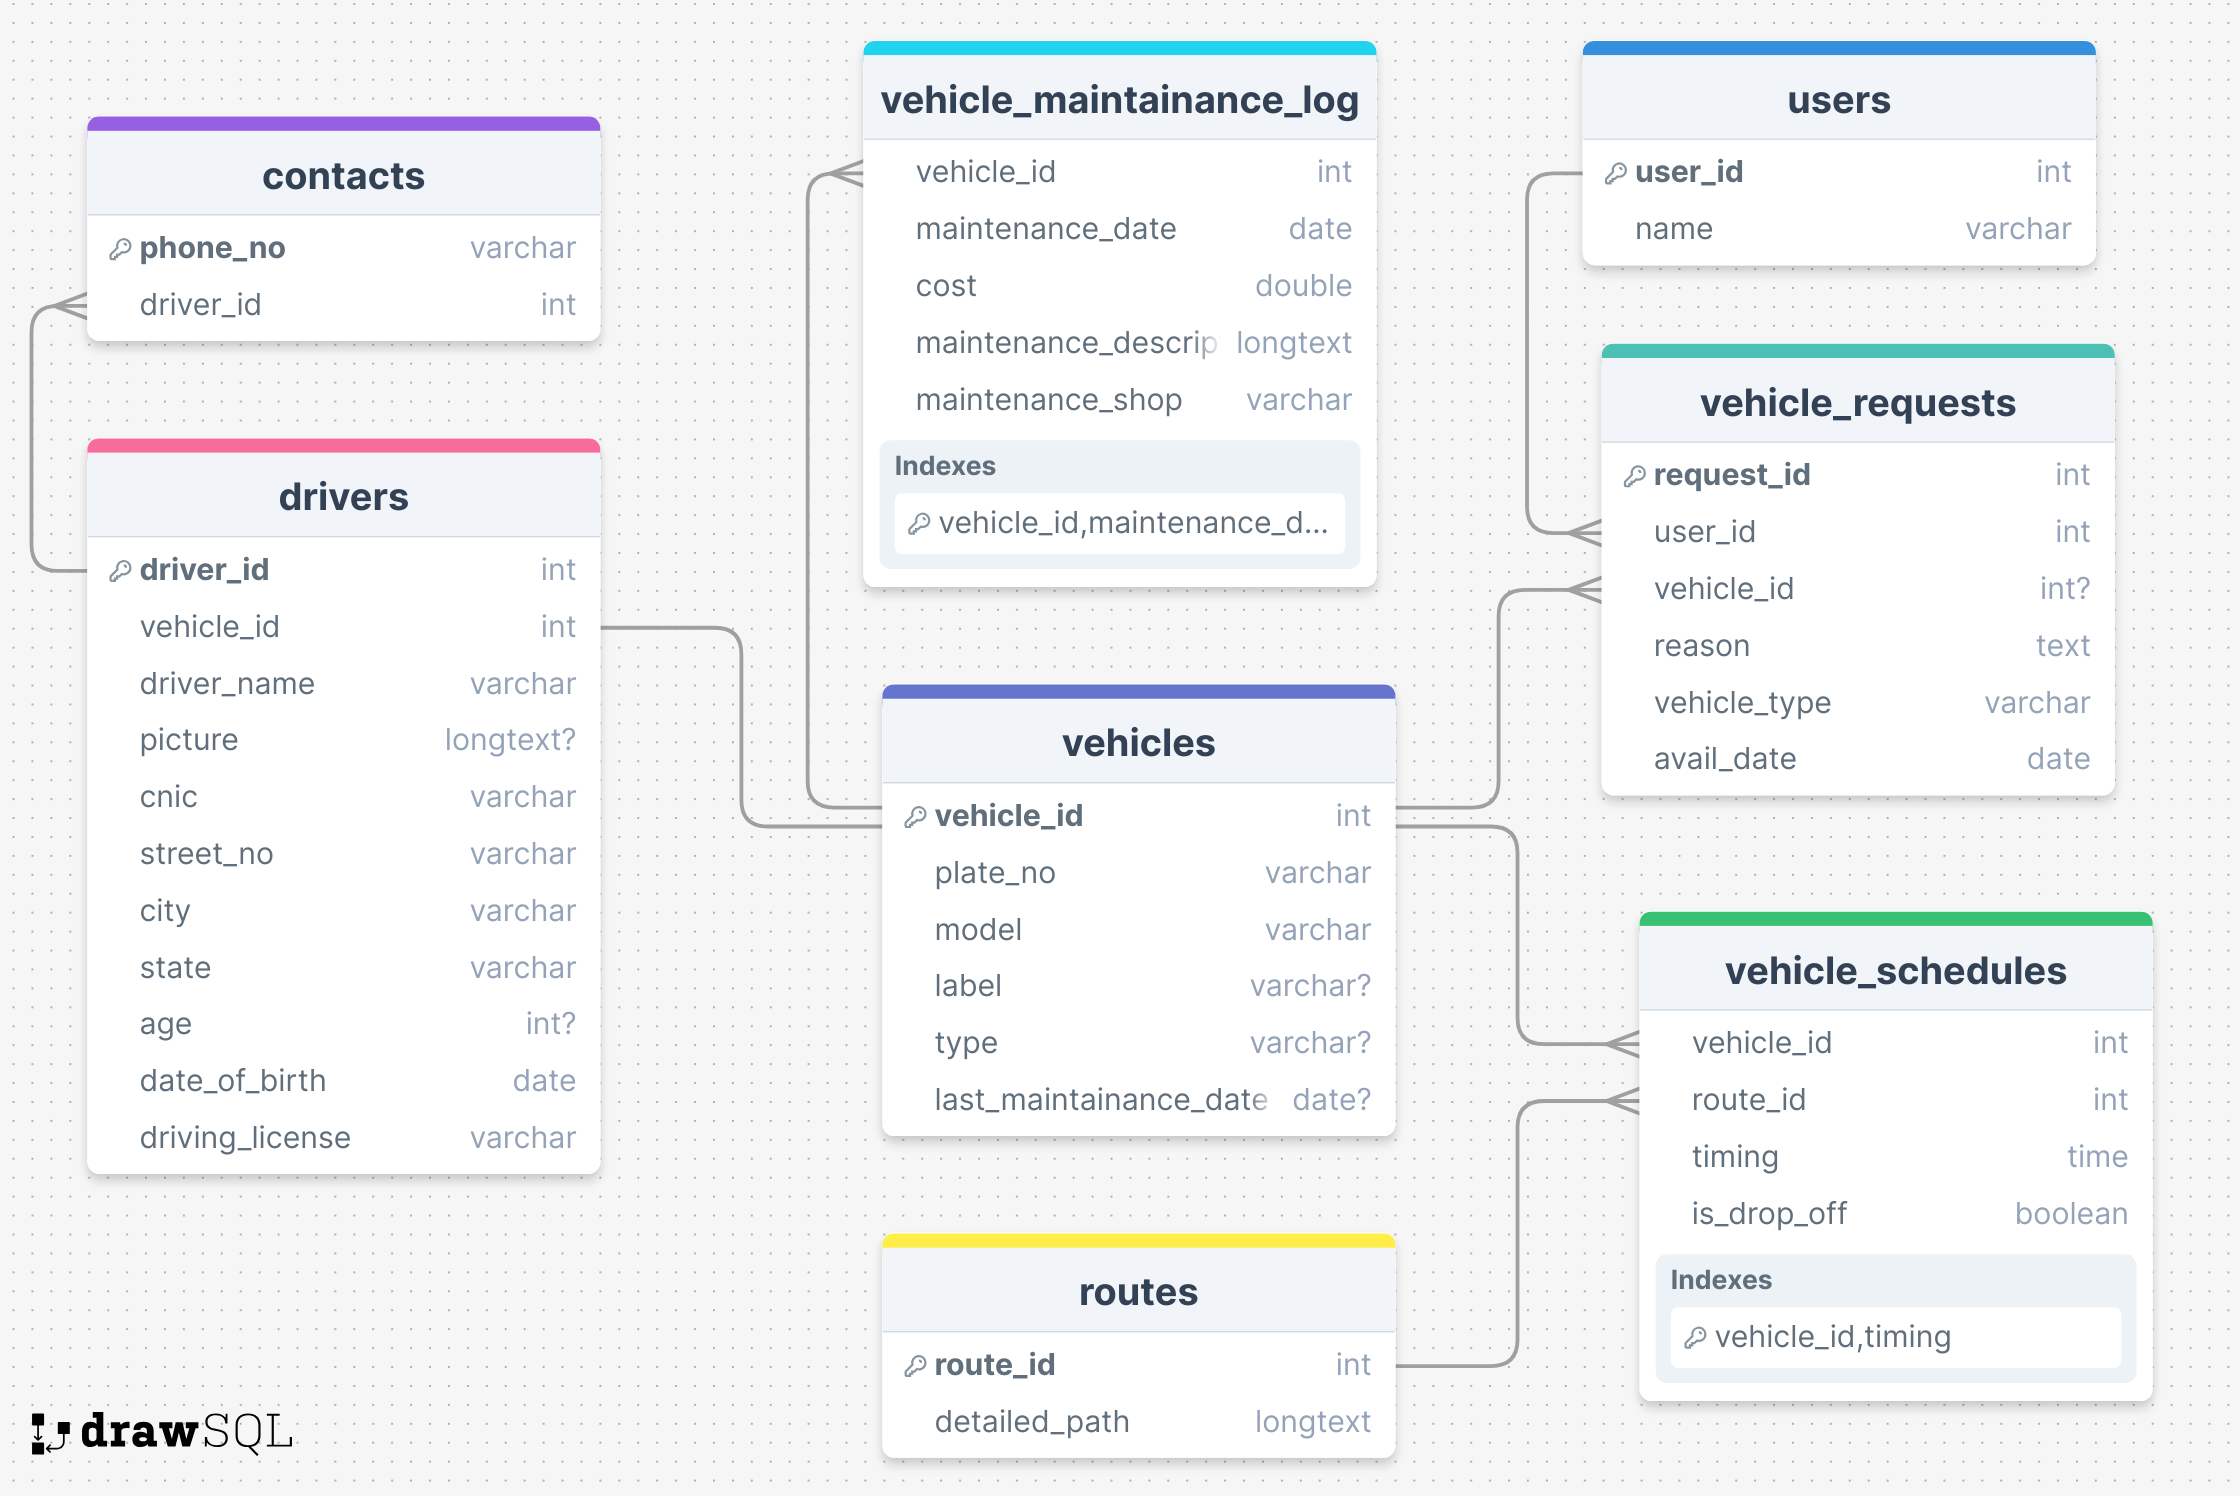 contacts
phone_no varchar
driver_id int
drivers
driver_id int
vehicle_id int
driver_name varchar
picture longtext?
cnic varchar
street_no varchar
city varchar
state varchar
age int?
date_of_birth date
driving_license varchar
vehicle_maintainance_log
vehicle_id int
maintenance_date date
cost double
maintenance_descrip longtext
maintenance_shop varchar
Indexes
vehicle_id,maintenance_d...
vehicles
vehicle_id int
plate_no varchar
model varchar
label varchar?
type varchar?
last_maintainance_date date?
routes
route_id int
detailed_path longtext
users
user_id int
name varchar
vehicle_requests
request_id int
user_id int
vehicle_id int?
reason text
vehicle_type varchar
avail_date date
vehicle_schedules
vehicle_id int
route_id int
timing time
is_drop_off boolean
Indexes
vehicle_id,timing
drawSQL